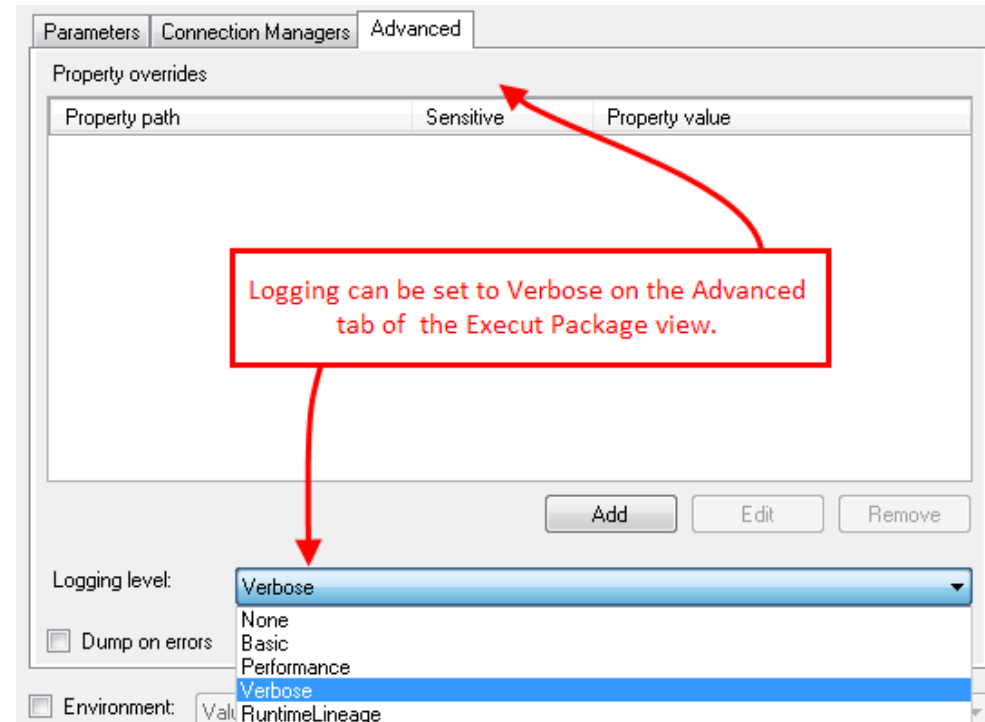 Parameters Connection Managers Advanced
Property overrides
Property path Sensitive Property value
Logging can be set to Verbose on the Advanced
tab of the Execut Package view.
Add Edit Remove
Logging level: Verbose
None
Dump on errors Basic
Performance
Verbose
Environment: Valu RuntimeLineage